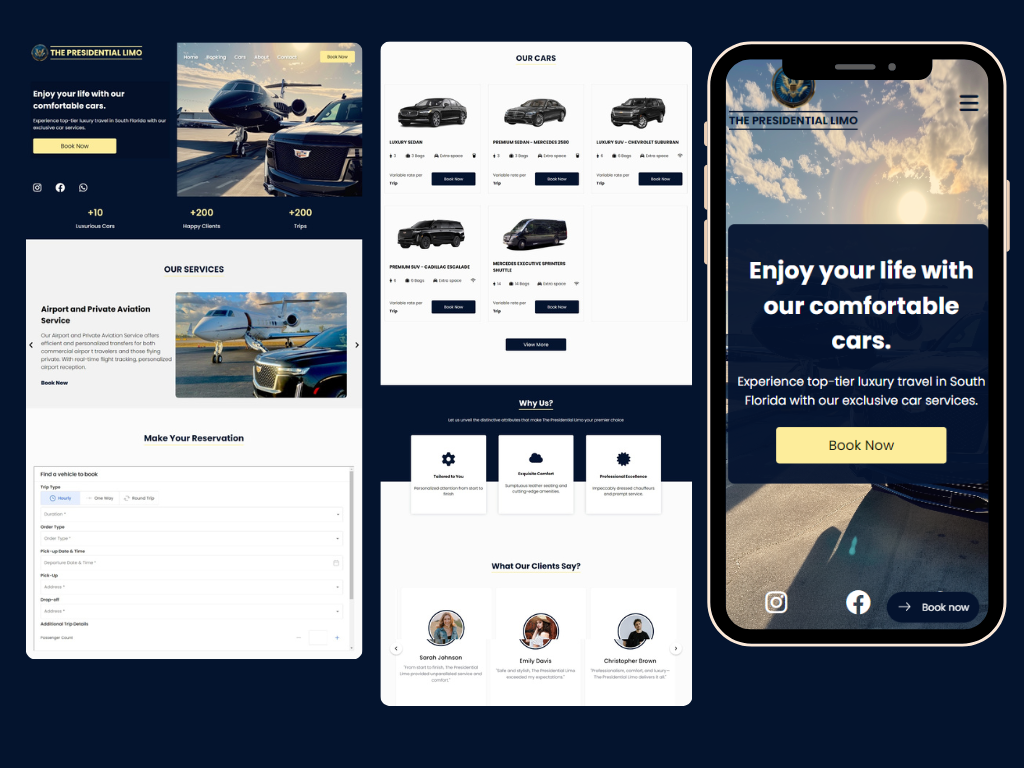 THE PRESIDENTIAL LIMO
Home Booking Cars About Contact
Book Now
Enjoy your life with our
comfortable cars.
Experience top-tier luxury travel in South Florida with our
exclusive car services.
Book Now
+10
Luxurious Cars
+200
Happy Clients
+200
Trips
OUR SERVICES
Airport and Private Aviation
Service
Our Airport and Private Aviation Service offers
efficient and personalized transfers for both
commercial airport travelers and those flying
private. With real-time flight tracking, personalized
airport reception.
Book Now
Make Your Reservation
Find a vehicle to book
Trip Type
Hourly One Way Round Trip
Duration *
Order Type
Order Type *
Pick-up Date & Time
Departure Date & Time *
Pick-Up
Address *
Drop-off
Address *
Additional Trip Details
Passenger Count
OUR CARS
LUXURY SEDAN
3 3 Bags Extra space
Variable rate per
Trip
Book Now
PREMIUM SEDAN - MERCEDES S580
3 3 Bags Extra space
Variable rate per
Trip
Book Now
LUXURY SUV - CHEVROLET SUBURBAN
6 Bags Extra space
Variable rate per
Trip
Book Now
PREMIUM SUV - CADILLAC ESCALADE
6 Bags Extra space
Variable rate per
Trip
Book Now
MERCEDES EXECUTIVE SPRINTERS
SHUTTLE
14 14 Bags Extra space
Variable rate per
Trip
Book Now
View More
Why Us?
Let us unveil the distinctive attributes that make The Presidential Limo your premier choice
Tailored to You
Personalized attention from start to
finish
Exquisite Comfort
Sumptuous leather seating and
cutting-edge amenities.
Professional Excellence
Impeccably dressed chauffeurs
and prompt service.
What Our Clients Say?
Sarah Johnson
"From start to finish, The Presidential
Limo provided unparalleled service and
comfort."
Emily Davis
"Safe and stylish, The Presidential Limo
exceeded my expectations."
Christopher Brown
"Professionalism, comfort, and luxury—
The Presidential Limo delivers it all."
THE PRESIDENTIAL LIMO
Enjoy your life with
our comfortable
cars.
Experience top-tier luxury travel in South
Florida with our exclusive car services.
Book Now
Book now